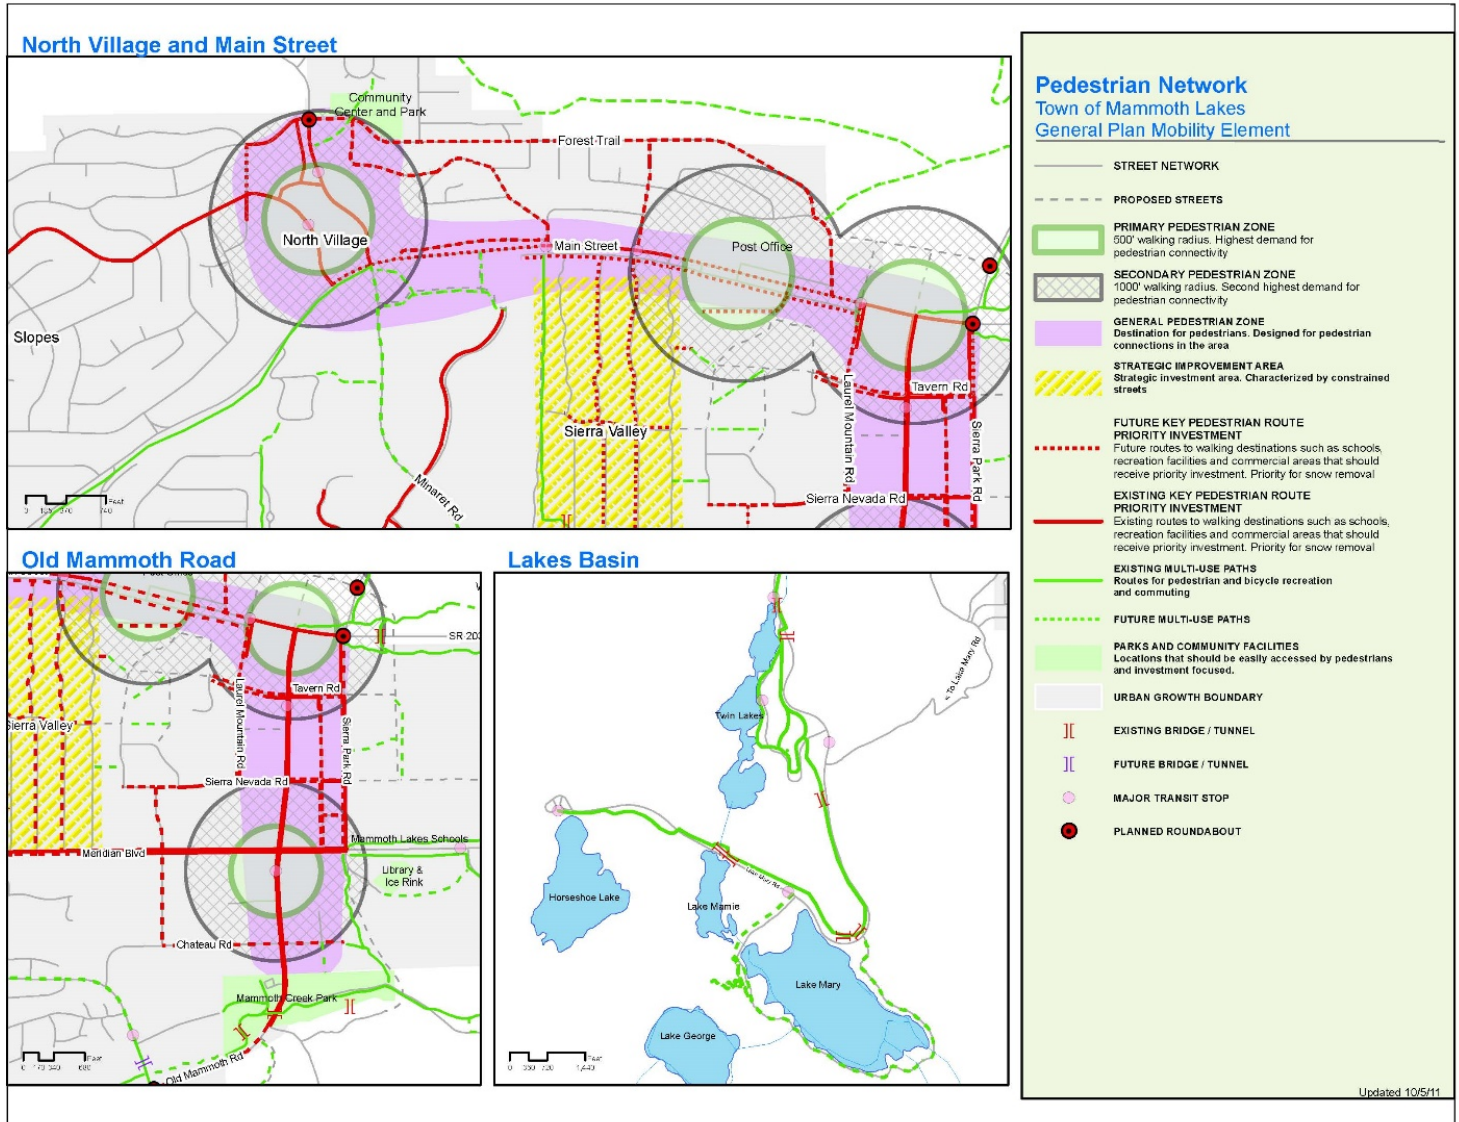 North Village and Main Street
Community
Center and Park
Forest Trail
North Village
Main Street
Post Office
Slopes
Tavern Rd
Laurel Mountain Rd
Sierra Valley
Sierra Park Rd
Minaret Rd
Sierra Nevada Rd
Feet
Old Mammoth Road
SR 203
Tavern Rd
Laurel Mountain Rd
Sierra Valley
Sierra Park Rd
Sierra Nevada Rd
Mammoth Lakes Schools
Meridian Blvd
Library &
Ice Rink
Chateau Rd
Mammoth Creek Park
Old Mammoth Rd
Feet
Lakes Basin
To Lake Mary Rd
Twin Lakes
Lake Mary Rd
Horseshoe Lake
Lake Mamie
Lake Mary
Lake George
Feet
Pedestrian Network
Town of Mammoth Lakes
General Plan Mobility Element
STREET NETWORK
PROPOSED STREETS
PRIMARY PEDESTRIAN ZONE
500' walking radius. Highest demand for
pedestrian connectivity
SECONDARY PEDESTRIAN ZONE
1000' walking radius. Second highest demand for
pedestrian connectivity
GENERAL PEDESTRIAN ZONE
Destination for pedestrians. Designed for pedestrian
connections in the area
STRATEGIC IMPROVEMENT AREA
Strategic investment area. Characterized by constrained
streets
FUTURE KEY PEDESTRIAN ROUTE
PRIORITY INVESTMENT
Future routes to walking destinations such as schools,
recreation facilities and commercial areas that should
receive priority investment. Priority for snow removal
EXISTING KEY PEDESTRIAN ROUTE
PRIORITY INVESTMENT
Existing routes to walking destinations such as schools,
recreation facilities and commercial areas that should
receive priority investment. Priority for snow removal
EXISTING MULTI-USE PATHS
Routes for pedestrian and bicycle recreation
and commuting
FUTURE MULTI-USE PATHS
PARKS AND COMMUNITY FACILITIES
Locations that should be easily accessed by pedestrians
and investment focused.
URBAN GROWTH BOUNDARY
EXISTING BRIDGE / TUNNEL
FUTURE BRIDGE / TUNNEL
MAJOR TRANSIT STOP
PLANNED ROUNDABOUT
Updated 10/5/11